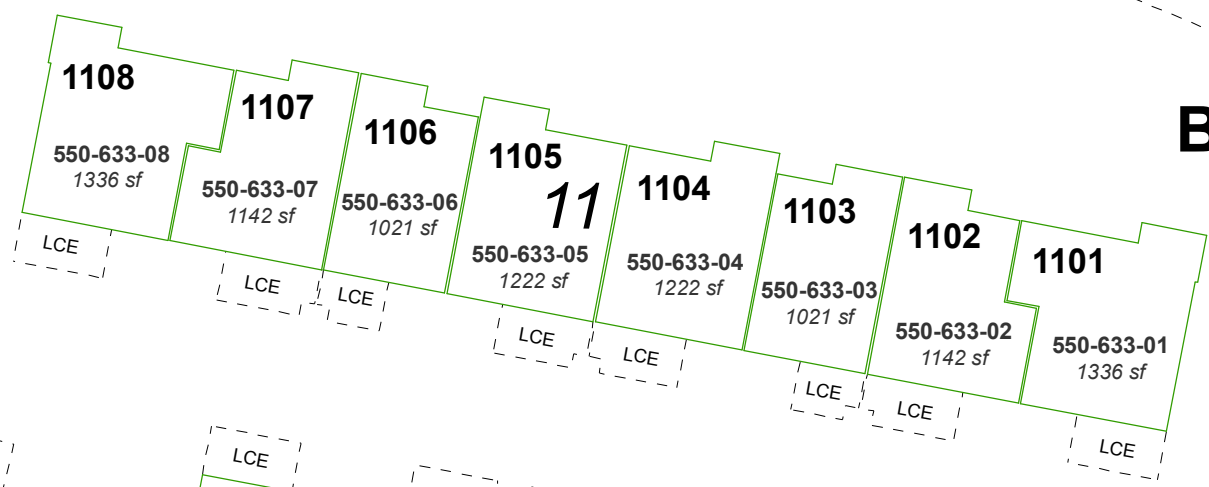 1108
550-633-08
1336 sf
LCE
1107
550-633-07
1142 sf
LCE
1106
550-633-06
1021 sf
LCE
1105
11
550-633-05
1222 sf
LCE
1104
550-633-04
1222 sf
LCE
1103
550-633-03
1021 sf
LCE
1102
550-633-02
1142 sf
LCE
1101
550-633-01
1336 sf
LCE
B
LCE